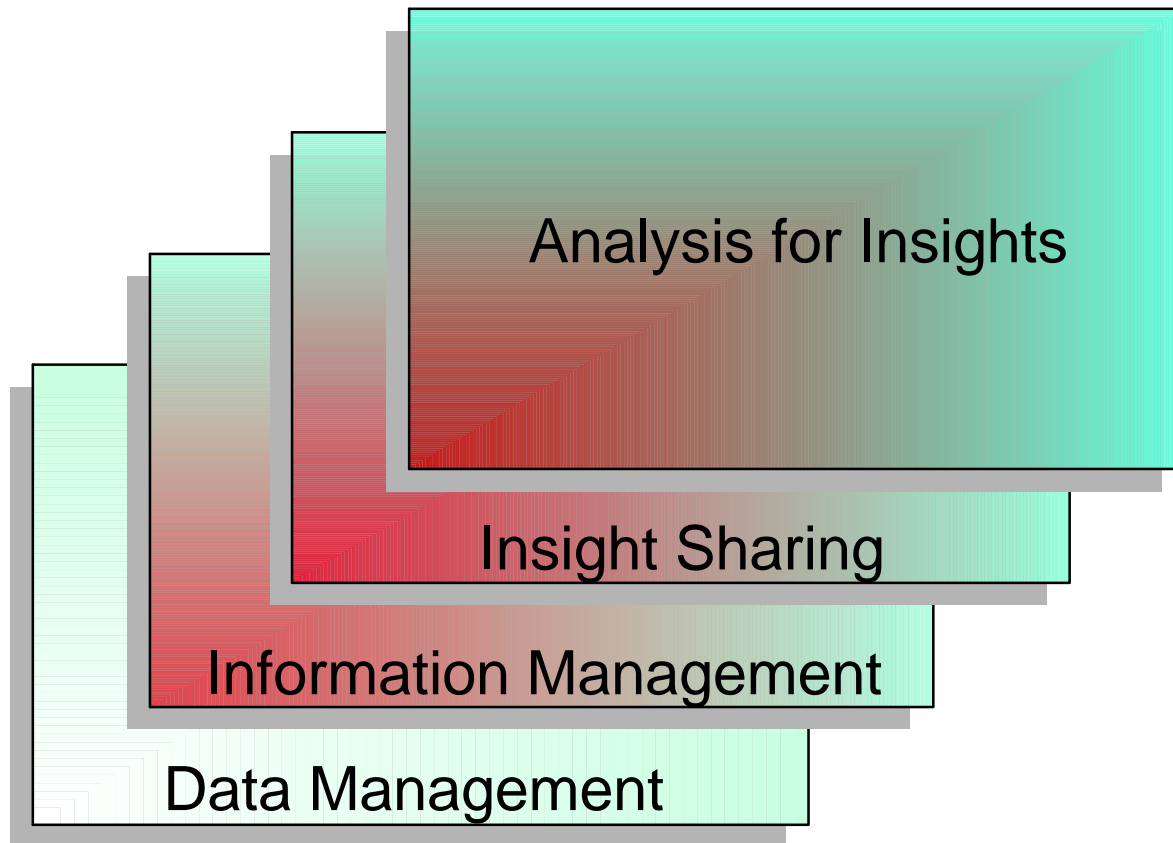 Analysis for Insights
Insight Sharing
Information Management
Data Management